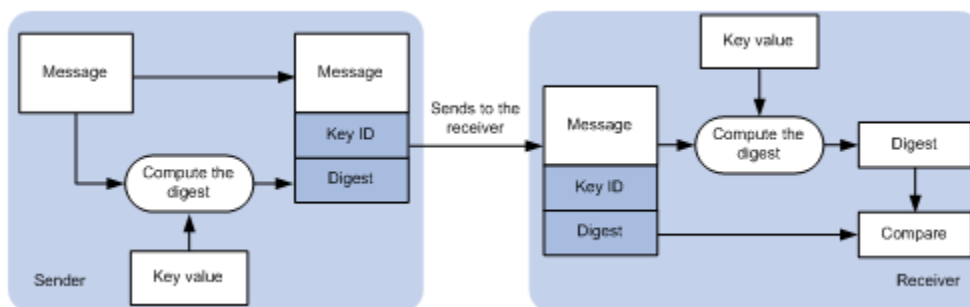 Message
Message
Key ID
Digest
Compute the
digest
Key value
Sender
Sends to the
receiver
Key value
Message
Key ID
Digest
Compute the
digest
Digest
Compare
Receiver